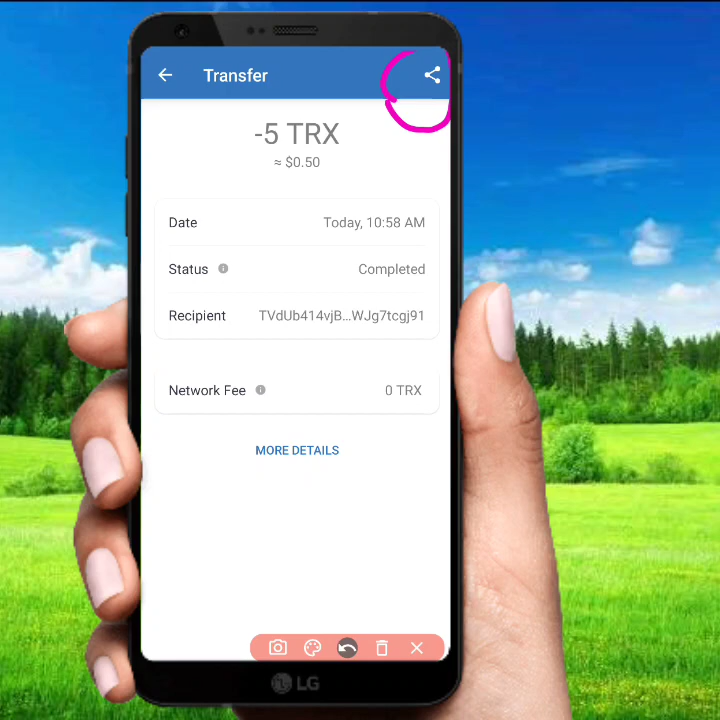 Transfer
-5 TRX
≈ $0.50
Date Today, 10:58 AM
Status Completed
Recipient TVdUb414vjB...WJg7tcgj91
Network Fee 0 TRX
MORE DETAILS
LG